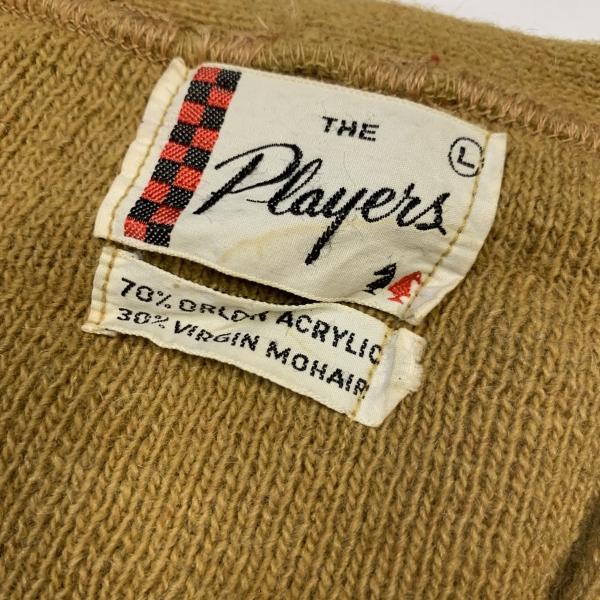 THE
L
Players
70% ORLON ACRYLIC
30% VIRGIN MOHAIR